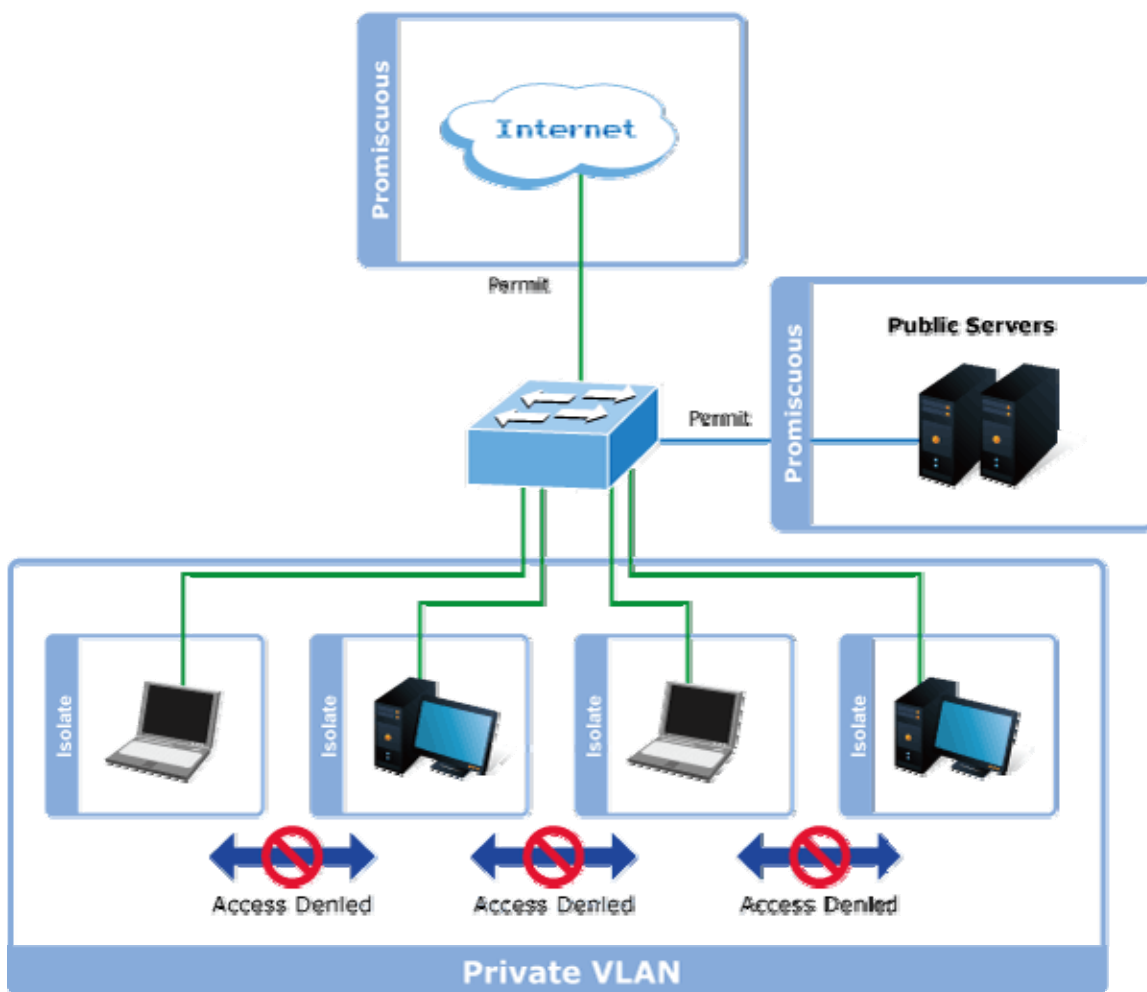 Promiscuous
Internet
Permit
Public Servers
Permit
Promiscuous
Isolate
Isolate
Isolate
Isolate
Access Denied
Access Denied
Access Denied
Private VLAN